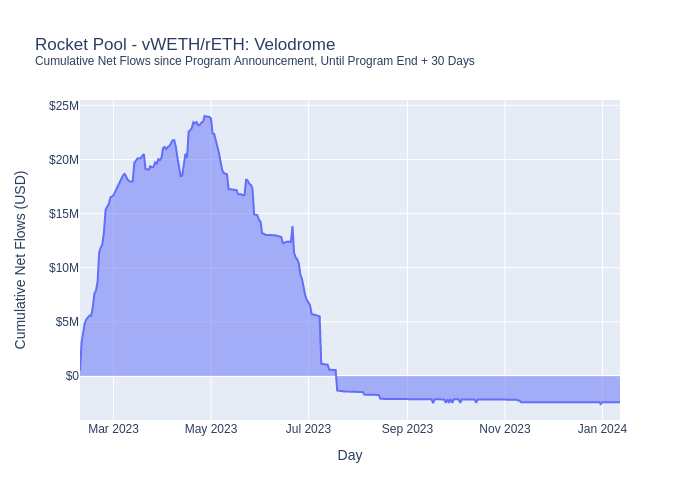 Rocket Pool - vWETH/rETH: Velodrome
Cumulative Net Flows since Program Announcement, Until Program End + 30 Days
Cumulative Net Flows (USD)
$25M
$20M
$15M
$10M
$5M
$0
Mar 2023
May 2023
Jul 2023
Sep 2023
Nov 2023
Jan 2024
Day